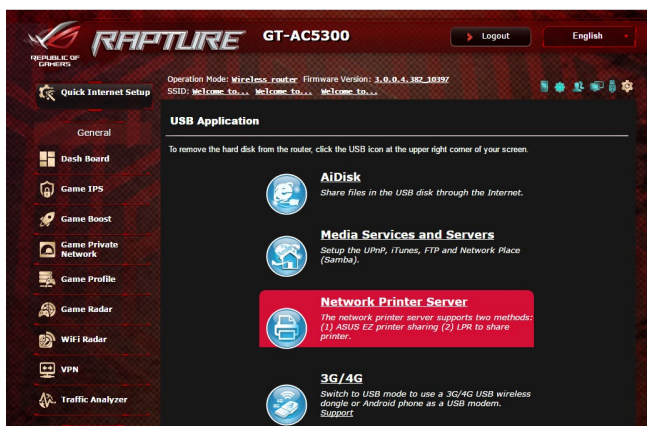 REPUBLIC OF
GAMERS
RAPTURE
GT-AC5300
Logout
English
Quick Internet Setup
Operation Mode: Wireless router Firmware Version: 3.0.0.4.382_10397
SSID: Welcome to... Welcome to... Welcome to...
General
Dash Board
Game IPS
Game Boost
Game Private
Network
Game Profile
Game Radar
WiFi Radar
VPN
Traffic Analyzer
USB Application
To remove the hard disk from the router, click the USB icon at the upper right corner of your screen.
AiDisk
Share files in the USB disk through the Internet.
Media Services and Servers
Setup the UPnP, iTunes, FTP and Network Place
(Samba).
Network Printer Server
The network printer server supports two methods:
(1) ASUS EZ printer sharing (2) LPR to share
printer.
3G/4G
Switch to USB mode to use a 3G/4G USB wireless
dongle or Android phone as a USB modem.
Support